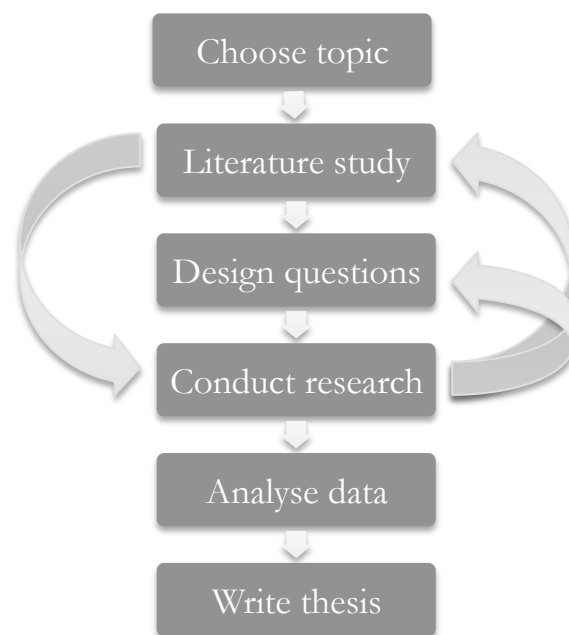 Choose topic
Literature study
Design questions
Conduct research
Analyse data
Write thesis